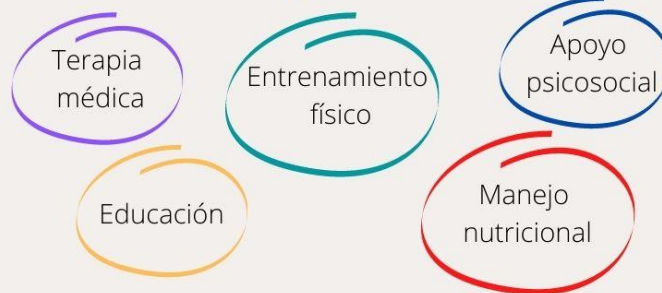 Terapia
médica
Entrenamiento
físico
Apoyo
psicosocial
Educación
Manejo
nutricional